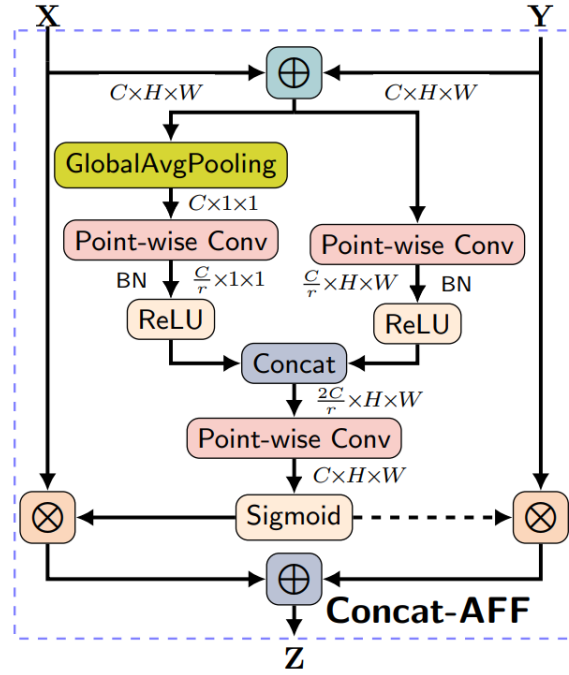 X Y
⊕
C×H×W C×H×W
GlobalAvgPooling
C×1×1
Point-wise Conv Point-wise Conv
BN C/r×1×1 C/r×H×W BN
ReLU ReLU
Concat
2C/r×H×W
Point-wise Conv
C×H×W
⊗ Sigmoid ⊗
⊕
Concat-AFF
Z